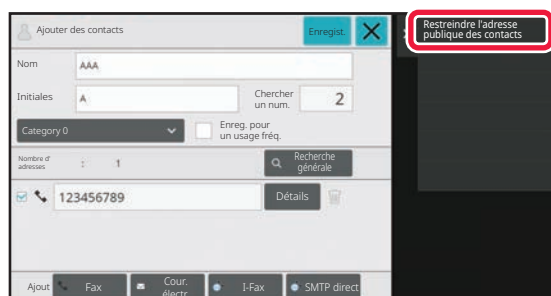 Ajouter des contacts
Enregist.
Restreindre l'adresse
publique des contacts
Nom
AAA
Initiales
A
Chercher
un num.
2
Category 0
Enreg. pour
un usage fréq.
Nombre d'
adresses
:
1
Recherche
générale
123456789
Détails
Ajout
Fax
Cour.
électr.
I-Fax
SMTP direct